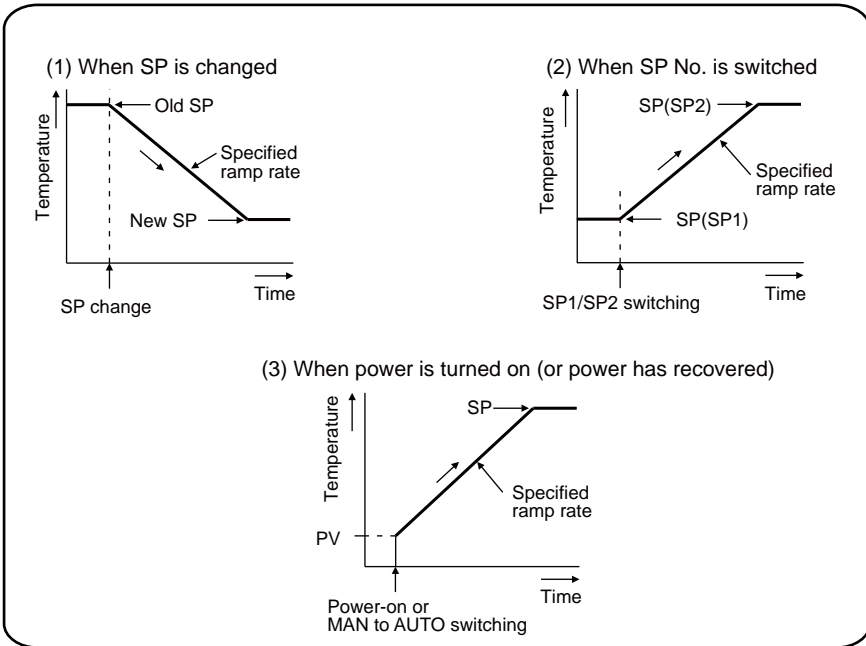 (1) When SP is changed
Temperature
Old SP
Specified
ramp rate
New SP
Time
SP change
(2) When SP No. is switched
Temperature
SP(SP2)
Specified
ramp rate
SP(SP1)
Time
SP1/SP2 switching
(3) When power is turned on (or power has recovered)
Temperature
SP
Specified
ramp rate
PV
Time
Power-on or
MAN to AUTO switching